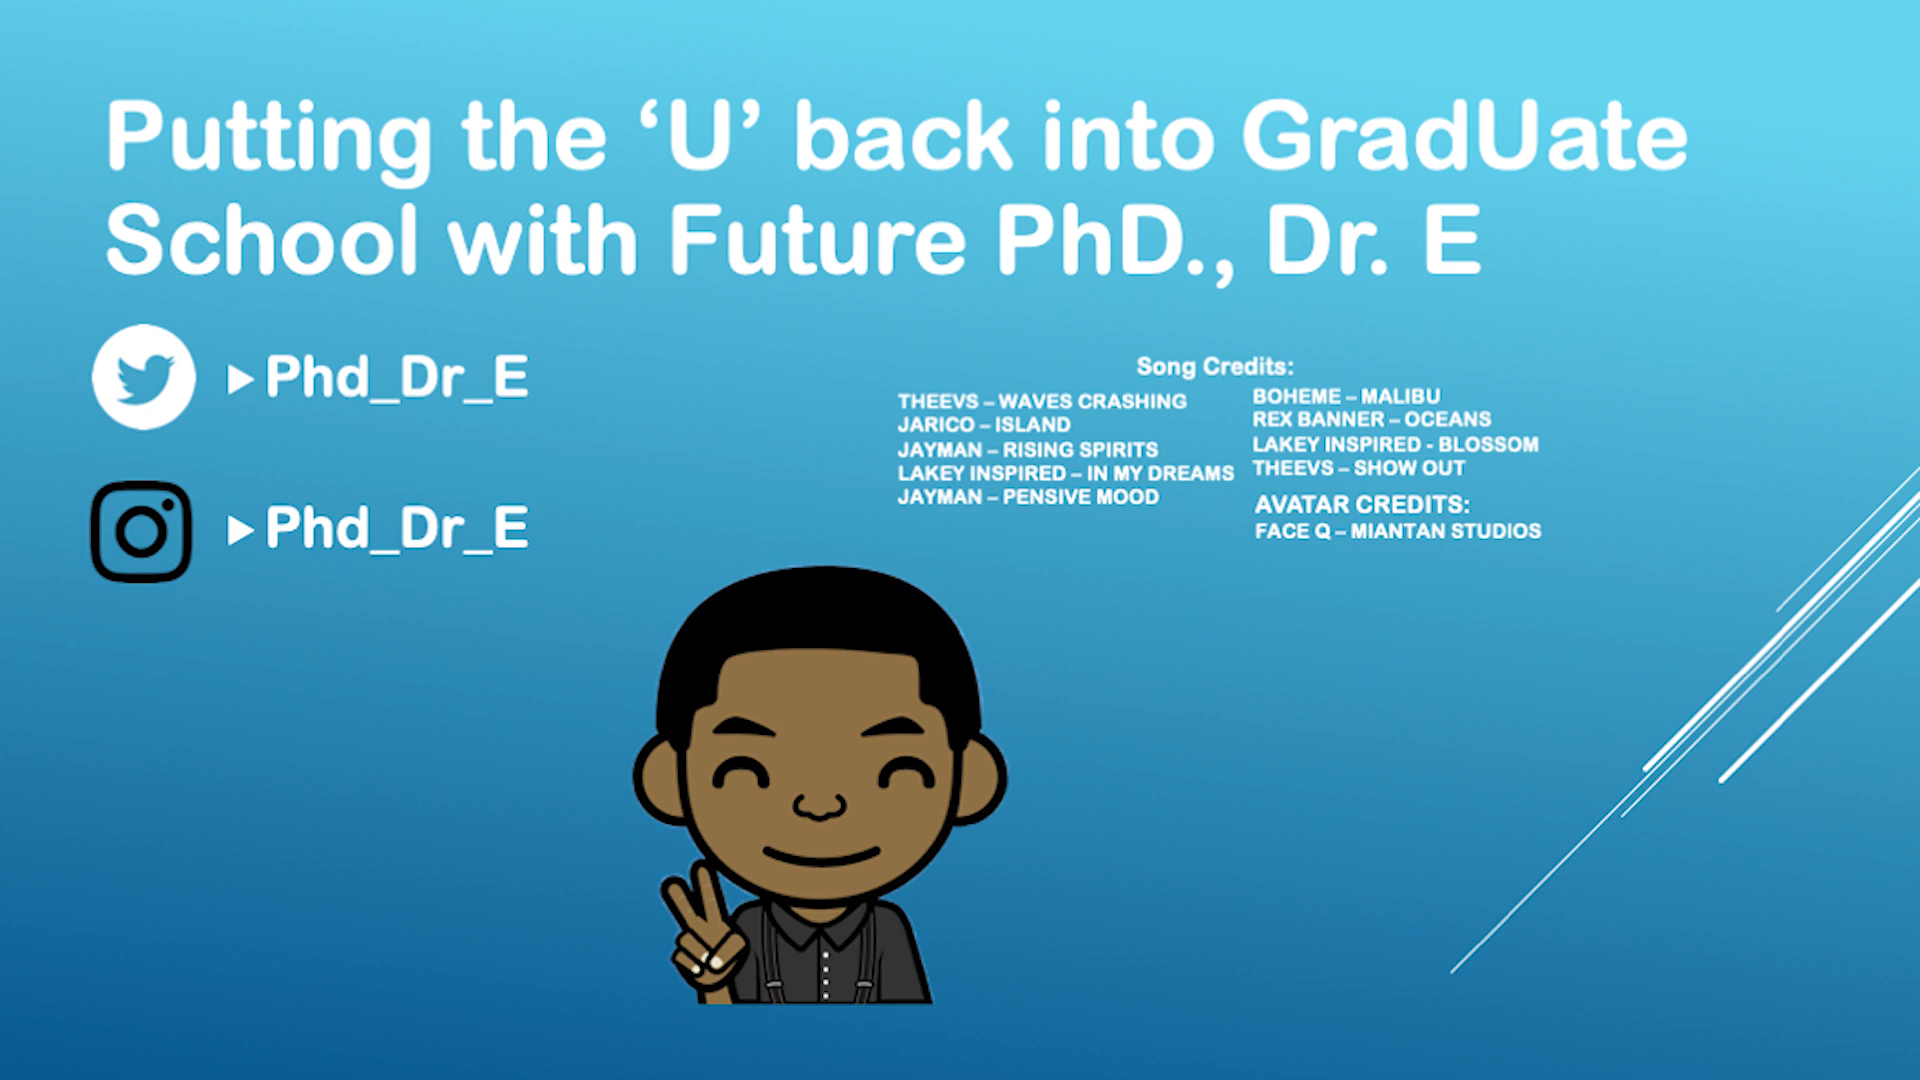 Putting the ‘U’ back into GradUate
School with Future PhD., Dr. E
Phd_Dr_E
Phd_Dr_E
Song Credits:
THEEVS – WAVES CRASHING
JARICO – ISLAND
JAYMAN – RISING SPIRITS
LAKEY INSPIRED – IN MY DREAMS
JAYMAN – PENSIVE MOOD
BOHEME – MALIBU
REX BANNER – OCEANS
LAKEY INSPIRED - BLOSSOM
THEEVS – SHOW OUT
AVATAR CREDITS:
FACE Q – MIANTAN STUDIOS